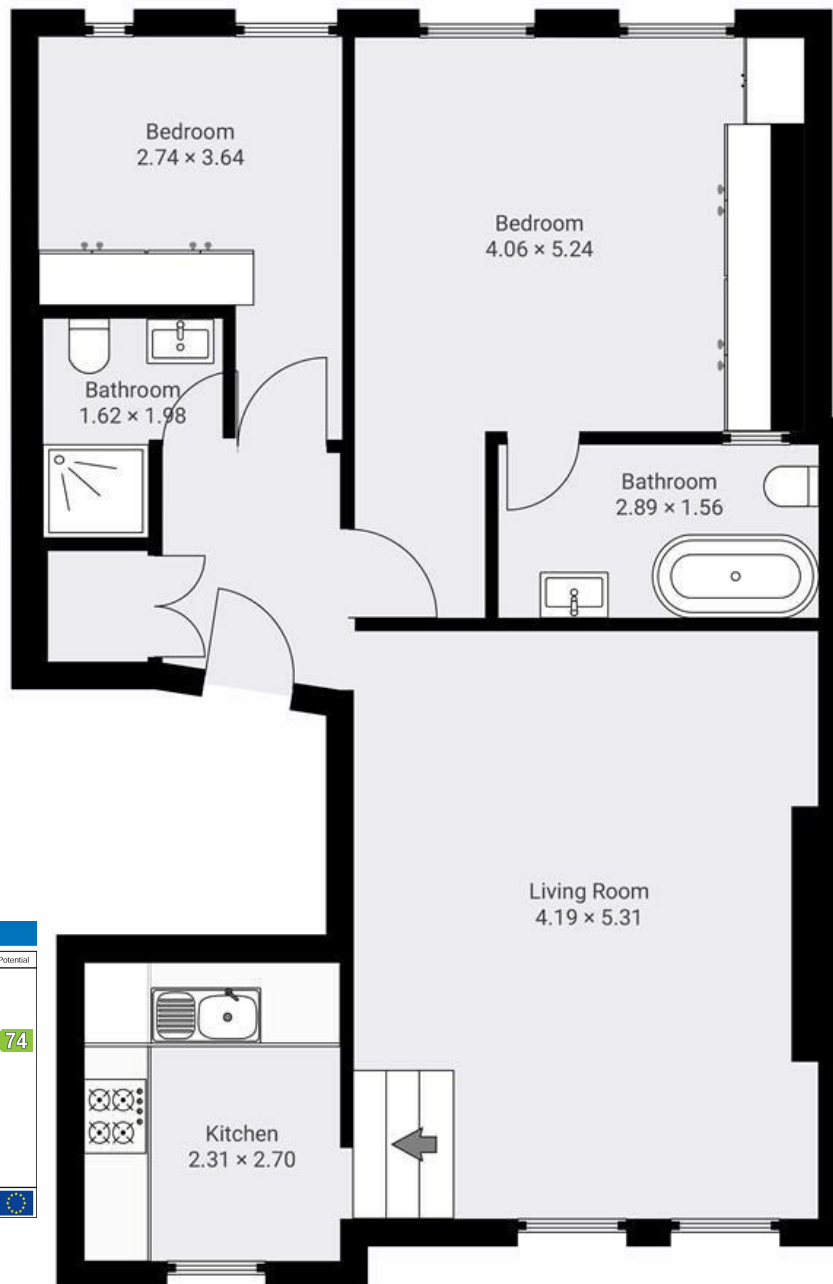 Bedroom
2.74 × 3.64
Bedroom
4.06 × 5.24
Bathroom
1.62 × 1.98
Bathroom
2.89 × 1.56
Living Room
4.19 × 5.31
Potential
74
Kitchen
2.31 × 2.70